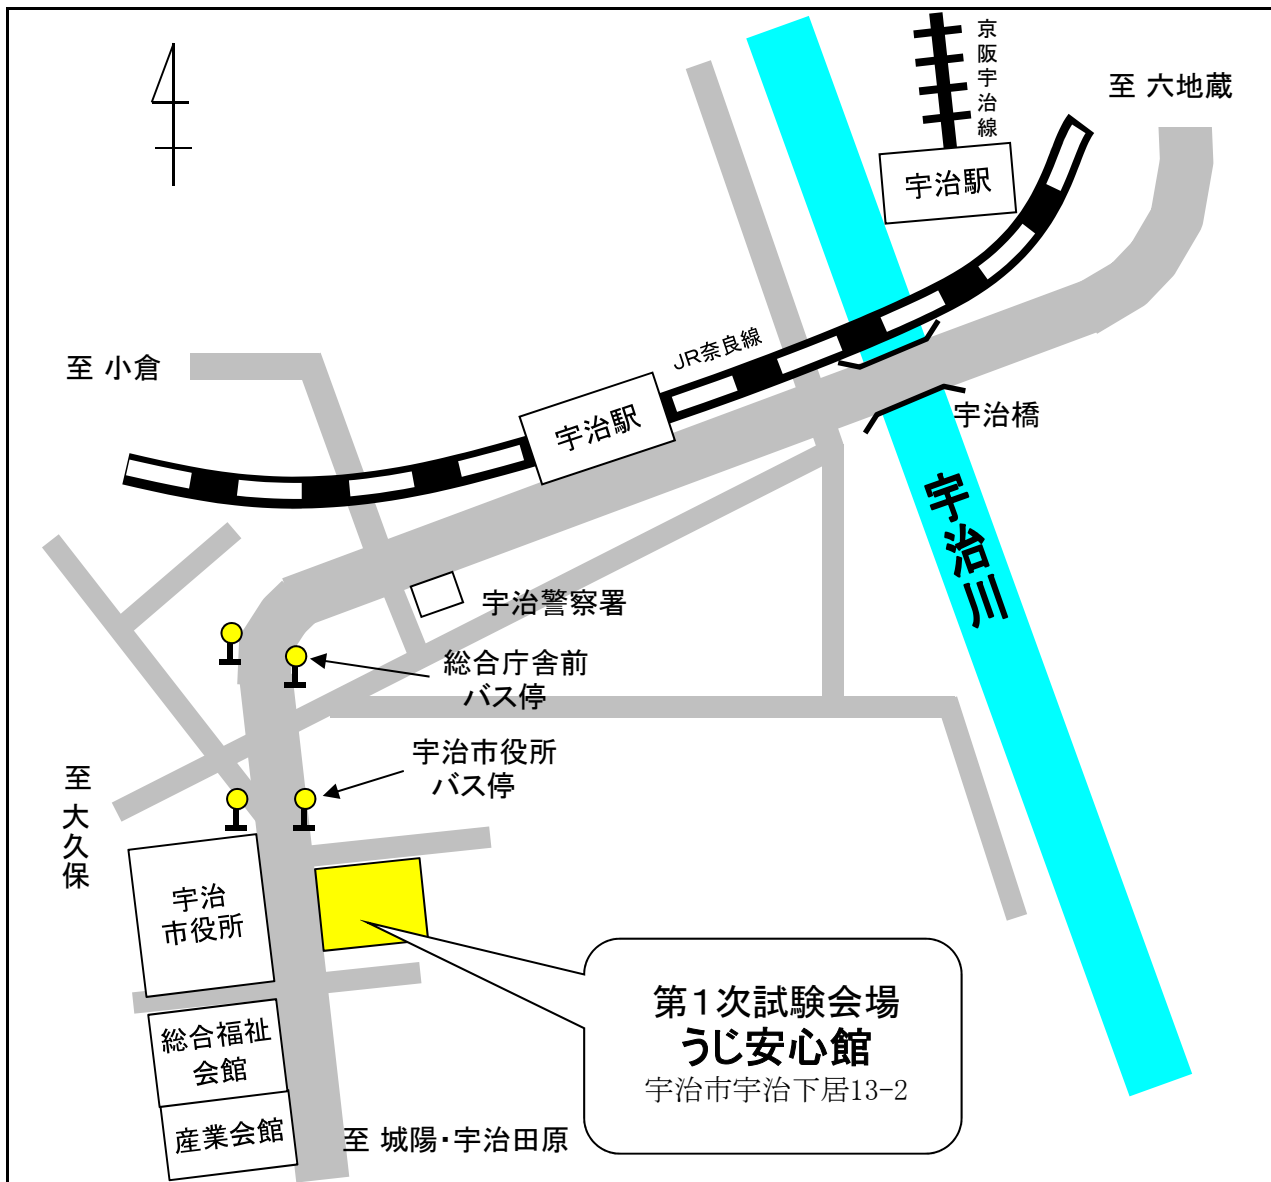 京阪宇治線
至 六地蔵
宇治駅
JR奈良線
至 小倉
宇治駅
宇治橋
宇治川
宇治警察署
総合庁舎前
バス停
宇治市役所
バス停
至 大久保
宇治
市役所
第1次試験会場
うじ安心館
宇治市宇治下居13-2
総合福祉
会館
産業会館
至 城陽・宇治田原